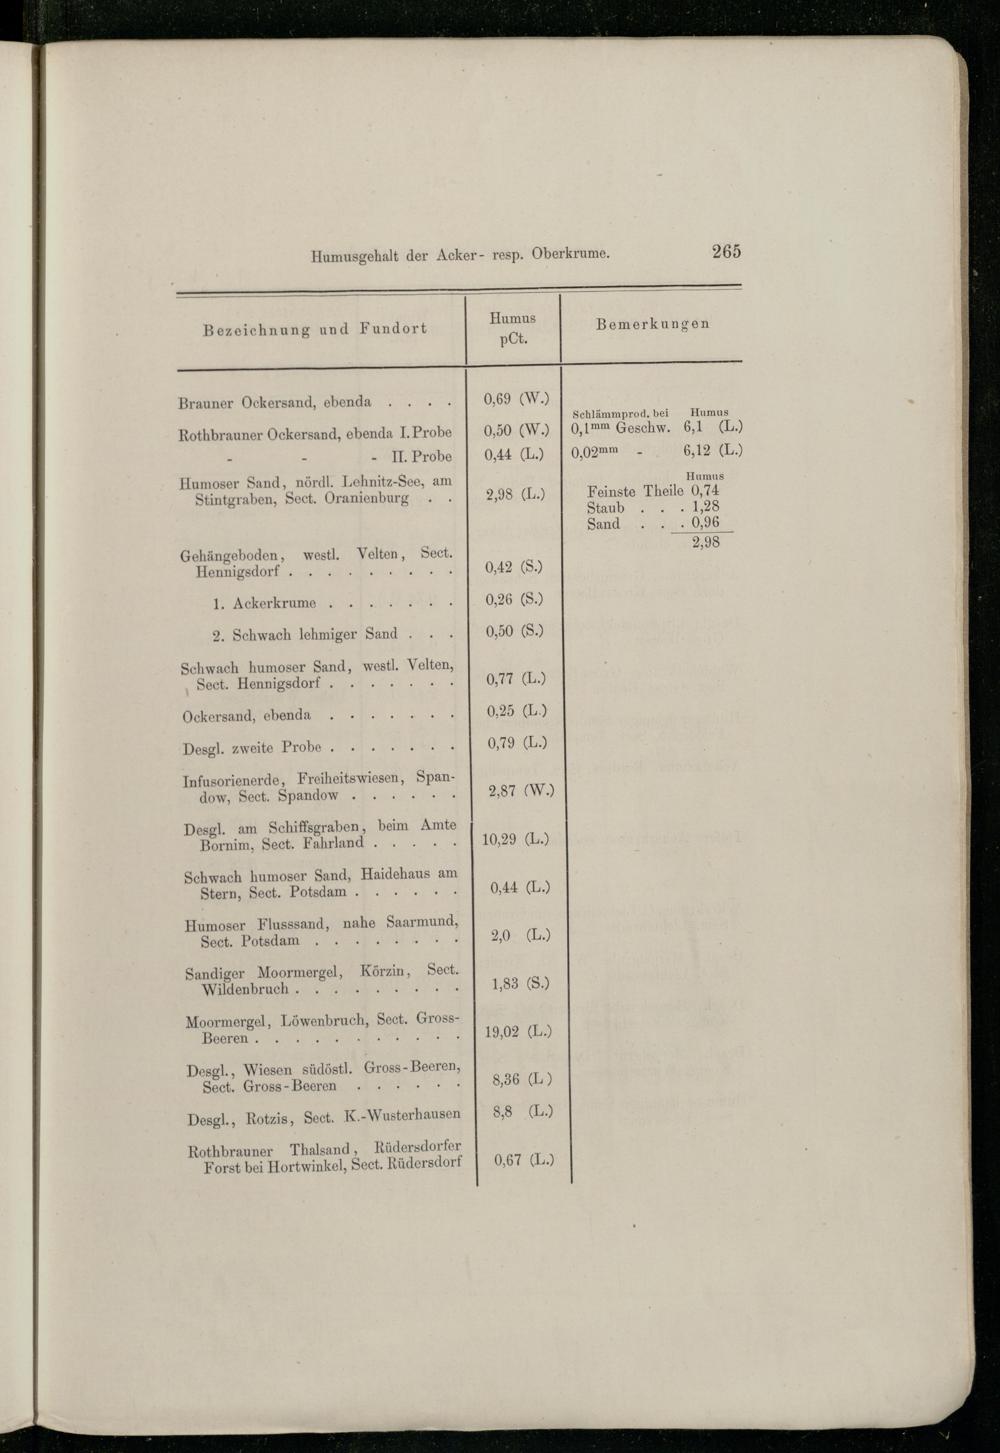 Humusgehalt der Acker- resp. Oberkrume. 265
Bezeichnung und Fundort
Humus
pCt.
Bemerkungen
Brauner Ockersand, ebenda . . . . 0,69 (W.)
Schlämmprod. bei Humus
Rothbrauner Ockersand, ebenda I. Probe 0,50 (W.) 0,1mm Geschw. 6,1 (L.)
- - - II. Probe 0,44 (L.) 0,02mm - 6,12 (L.)
Humoser Sand, nördl. Lehnitz-See, am
Stintgraben, Sect. Oranienburg . . 2,98 (L.)
Humus
Feinste Theile 0,74
Staub . . . 1,28
Sand . . . 0,96
2,98
Gehängeboden, westl. Velten, Sect.
Hennigsdorf . . . . . . . . . 0,42 (S.)
1. Ackerkrume . . . . . . . 0,26 (S.)
2. Schwach lehmiger Sand . . . 0,50 (S.)
Schwach humoser Sand, westl. Velten,
Sect. Hennigsdorf . . . . . . . 0,77 (L.)
Ockersand, ebenda . . . . . . . 0,25 (L.)
Desgl. zweite Probe . . . . . . . 0,79 (L.)
Infusorienerde, Freiheitswiesen, Span-
dow, Sect. Spandow . . . . . . 2,87 (W.)
Desgl. am Schiffsgraben, beim Amte
Bornim, Sect. Fahrland . . . . . 10,29 (L.)
Schwach humoser Sand, Haidehaus am
Stern, Sect. Potsdam . . . . . . 0,44 (L.)
Humoser Flusssand, nahe Saarmund,
Sect. Potsdam . . . . . . . . 2,0 (L.)
Sandiger Moormergel, Körzin, Sect.
Wildenbruch . . . . . . . . . 1,83 (S.)
Moormergel, Löwenbruch, Sect. Gross-
Beeren . . . . . . . . . . . 19,02 (L.)
Desgl., Wiesen südöstl. Gross-Beeren,
Sect. Gross-Beeren . . . . . . 8,36 (L)
Desgl., Rotzis, Sect. K.-Wusterhausen 8,8 (L.)
Rothbrauner Thalsand, Rüdersdorfer
Forst bei Hortwinkel, Sect. Rüdersdorf 0,67 (L.)